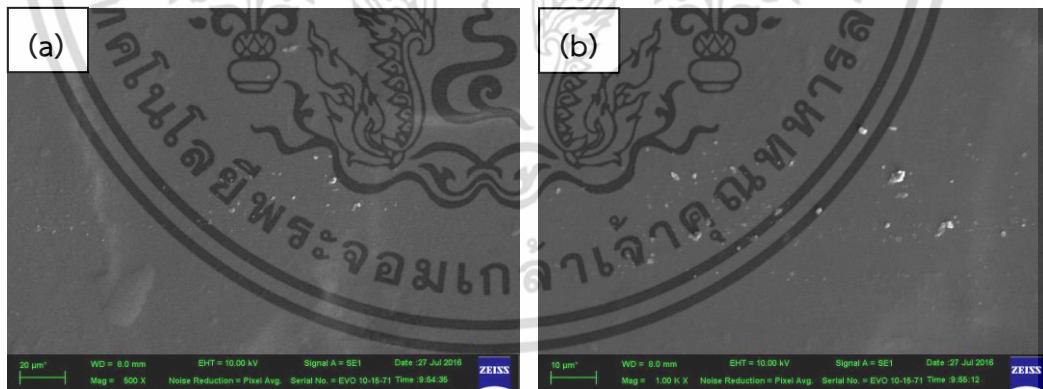 (a)
(b)
ทคโนโลยีพระจอมเกล้าเจ้าคุณทหารล
20 µm*
WD = 8.0 mm
EHT = 10.00 kV
Signal A = SE1
Date :27 Jul 2016
Mag = 500 X
Noise Reduction = Pixel Avg.
Serial No. = EVO 10-15-71
Time :9:54:35
ZEISS
10 µm*
WD = 8.0 mm
EHT = 10.00 kV
Signal A = SE1
Date :27 Jul 2016
Mag = 1.00 K X
Noise Reduction = Pixel Avg.
Serial No. = EVO 10-15-71
Time :9:55:12
ZEISS